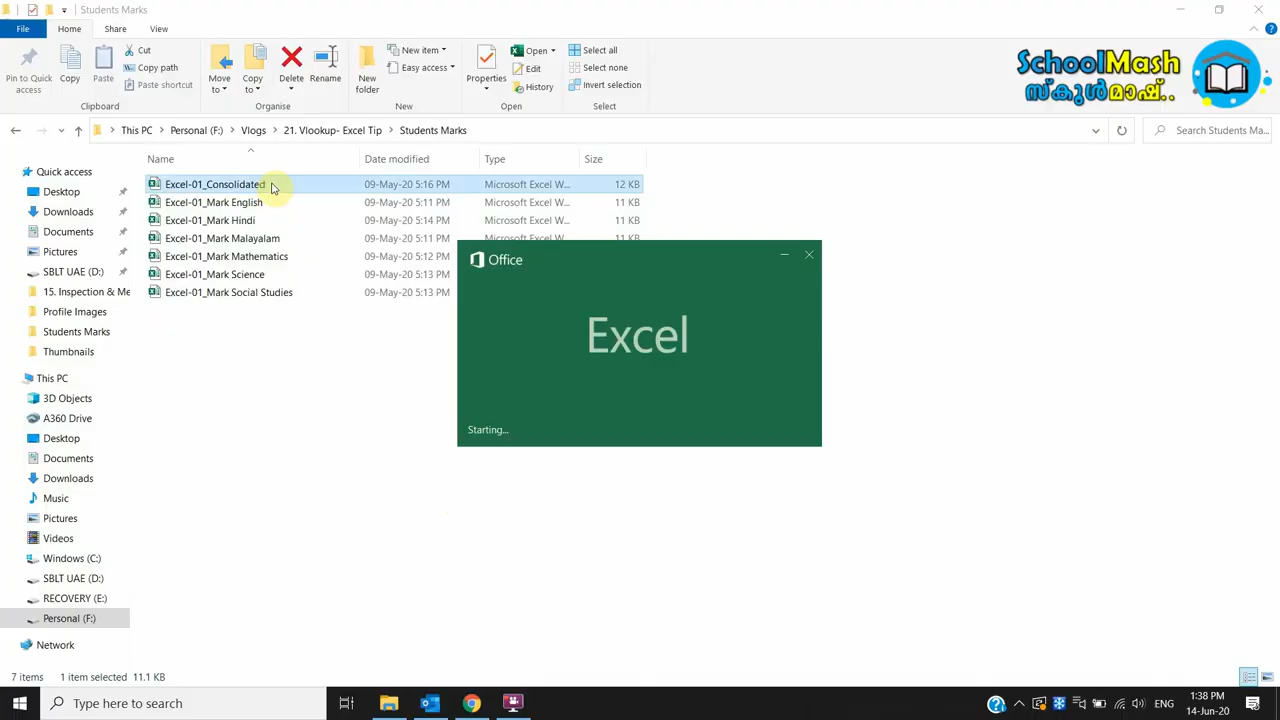 Students Marks
File Home Share View
Pin to Quick access
Copy
Paste
Cut
Copy path
Paste shortcut
Clipboard
Move to
Copy to
Delete
Rename
Organise
New folder
New item
Easy access
New
Properties
Open
Edit
History
Open
Select all
Select none
Invert selection
Select
SchoolMash
സ്കൂൾമാഷ്..
This PC > Personal (F:) > Vlogs > 21. Vlookup- Excel Tip > Students Marks
Search Students Ma...
Name Date modified Type Size
Excel-01_Consolidated 09-May-20 5:16 PM Microsoft Excel W... 12 KB
Excel-01_Mark English 09-May-20 5:11 PM Microsoft Excel W... 11 KB
Excel-01_Mark Hindi 09-May-20 5:14 PM Microsoft Excel W... 11 KB
Excel-01_Mark Malayalam 09-May-20 5:11 PM Microsoft Excel W... 11 KB
Excel-01_Mark Mathematics 09-May-20 5:12 PM
Excel-01_Mark Science 09-May-20 5:13 PM
Excel-01_Mark Social Studies 09-May-20 5:13 PM
Office
Excel
Starting...
Quick access
Desktop
Downloads
Documents
Pictures
SBLT UAE (D:)
15. Inspection & Me
Profile Images
Students Marks
Thumbnails
This PC
3D Objects
A360 Drive
Desktop
Documents
Downloads
Music
Pictures
Videos
Windows (C:)
SBLT UAE (D:)
RECOVERY (E:)
Personal (F:)
Network
7 items 1 item selected 11.1 KB
Type here to search
ENG
1:38 PM
14-Jun-20